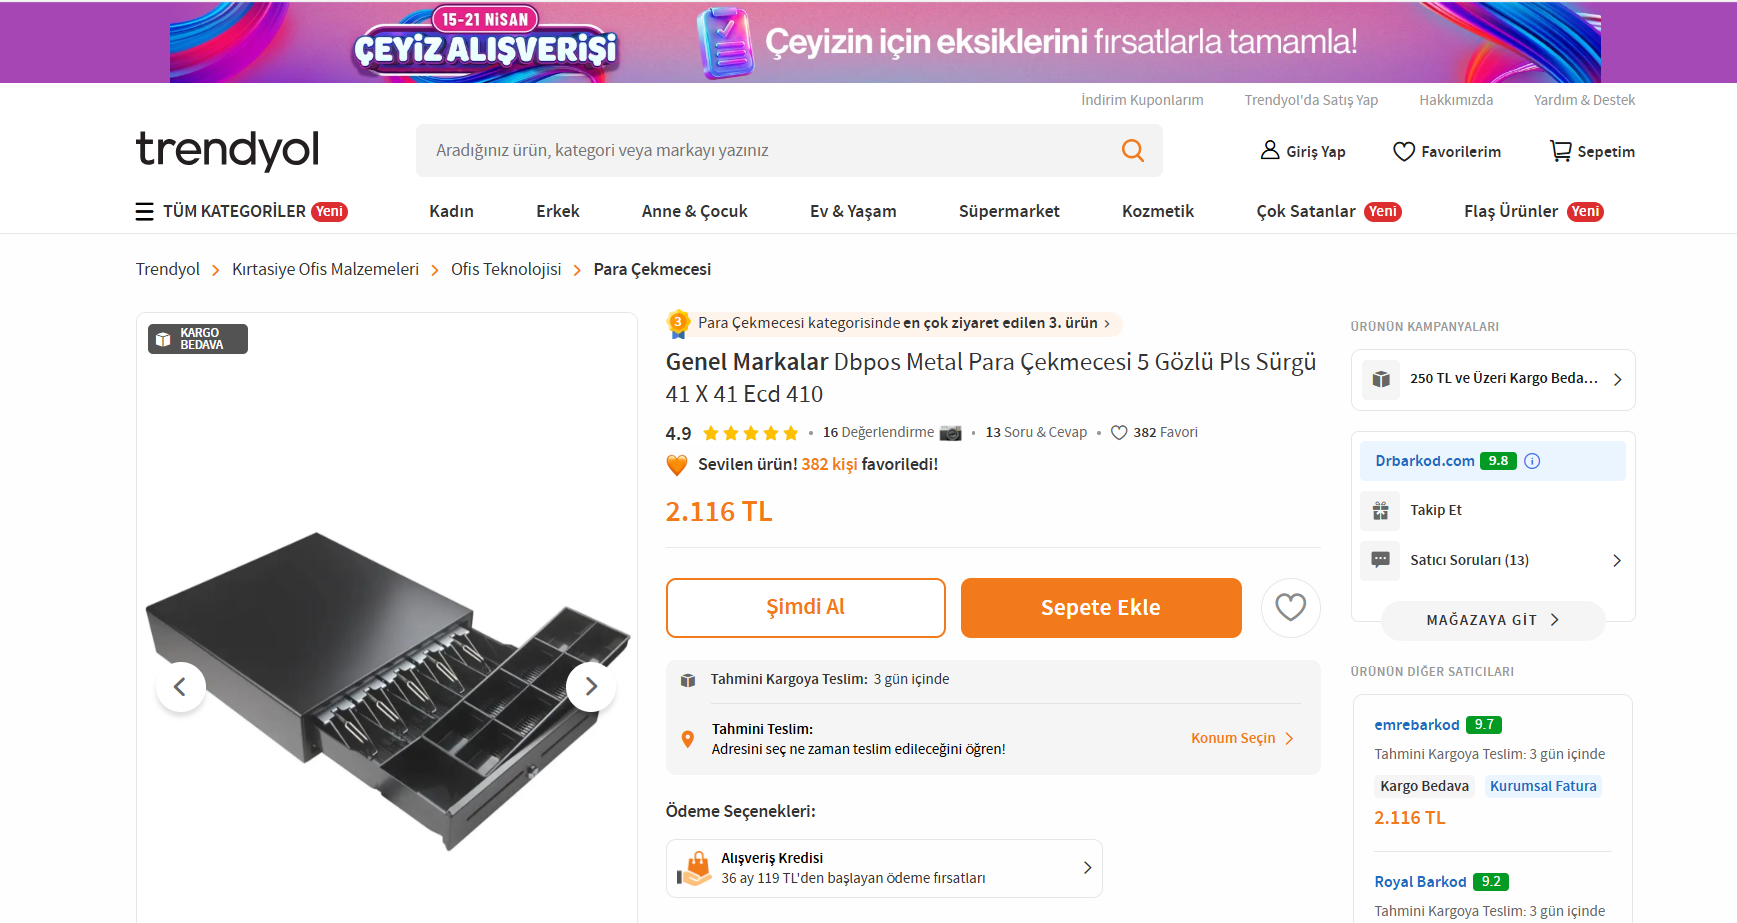 15-21 NİSAN
ÇEYİZ ALIŞVERİŞİ
Çeyizin için eksiklerini fırsatlarla tamamla!
İndirim Kuponlarım
Trendyol'da Satış Yap
Hakkımızda
Yardım & Destek
trendyol
Aradığınız ürün, kategori veya markayı yazınız
Giriş Yap
Favorilerim
Sepetim
TÜM KATEGORİLER Yeni
Kadın
Erkek
Anne & Çocuk
Ev & Yaşam
Süpermarket
Kozmetik
Çok Satanlar Yeni
Flaş Ürünler Yeni
Trendyol
Kırtasiye Ofis Malzemeleri
Ofis Teknolojisi
Para Çekmecesi
KARGO
BEDAVA
3
Para Çekmecesi kategorisinde en çok ziyaret edilen 3. ürün
Genel Markalar Dbpos Metal Para Çekmecesi 5 Gözlü Pls Sürgü
41 X 41 Ecd 410
4.9
16 Değerlendirme
13 Soru & Cevap
382 Favori
Sevilen ürün! 382 kişi favoriledi!
2.116 TL
Şimdi Al
Sepete Ekle
Tahmini Kargoya Teslim: 3 gün içinde
Tahmini Teslim:
Adresini seç ne zaman teslim edileceğini öğren!
Konum Seçin
Ödeme Seçenekleri:
Alışveriş Kredisi
36 ay 119 TL'den başlayan ödeme fırsatları
ÜRÜNÜN KAMPANYALARI
250 TL ve Üzeri Kargo Beda...
Drbarkod.com 9.8
Takip Et
Satıcı Soruları (13)
MAĞAZAYA GİT
ÜRÜNÜN DİĞER SATICILARI
emrebarkod 9.7
Tahmini Kargoya Teslim: 3 gün içinde
Kargo Bedava
Kurumsal Fatura
2.116 TL
Royal Barkod 9.2
Tahmini Kargoya Teslim: 3 gün içinde